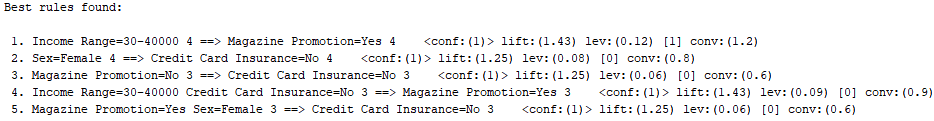 Best rules found:
1. Income Range=30-40000 4 ==> Magazine Promotion=Yes 4 <conf:(1)> lift:(1.43) lev:(0.12) [1] conv:(1.2)
2. Sex=Female 4 ==> Credit Card Insurance=No 4 <conf:(1)> lift:(1.25) lev:(0.08) [0] conv:(0.8)
3. Magazine Promotion=No 3 ==> Credit Card Insurance=No 3 <conf:(1)> lift:(1.25) lev:(0.06) [0] conv:(0.6)
4. Income Range=30-40000 Credit Card Insurance=No 3 ==> Magazine Promotion=Yes 3 <conf:(1)> lift:(1.43) lev:(0.09) [0] conv:(0.9)
5. Magazine Promotion=Yes Sex=Female 3 ==> Credit Card Insurance=No 3 <conf:(1)> lift:(1.25) lev:(0.06) [0] conv:(0.6)